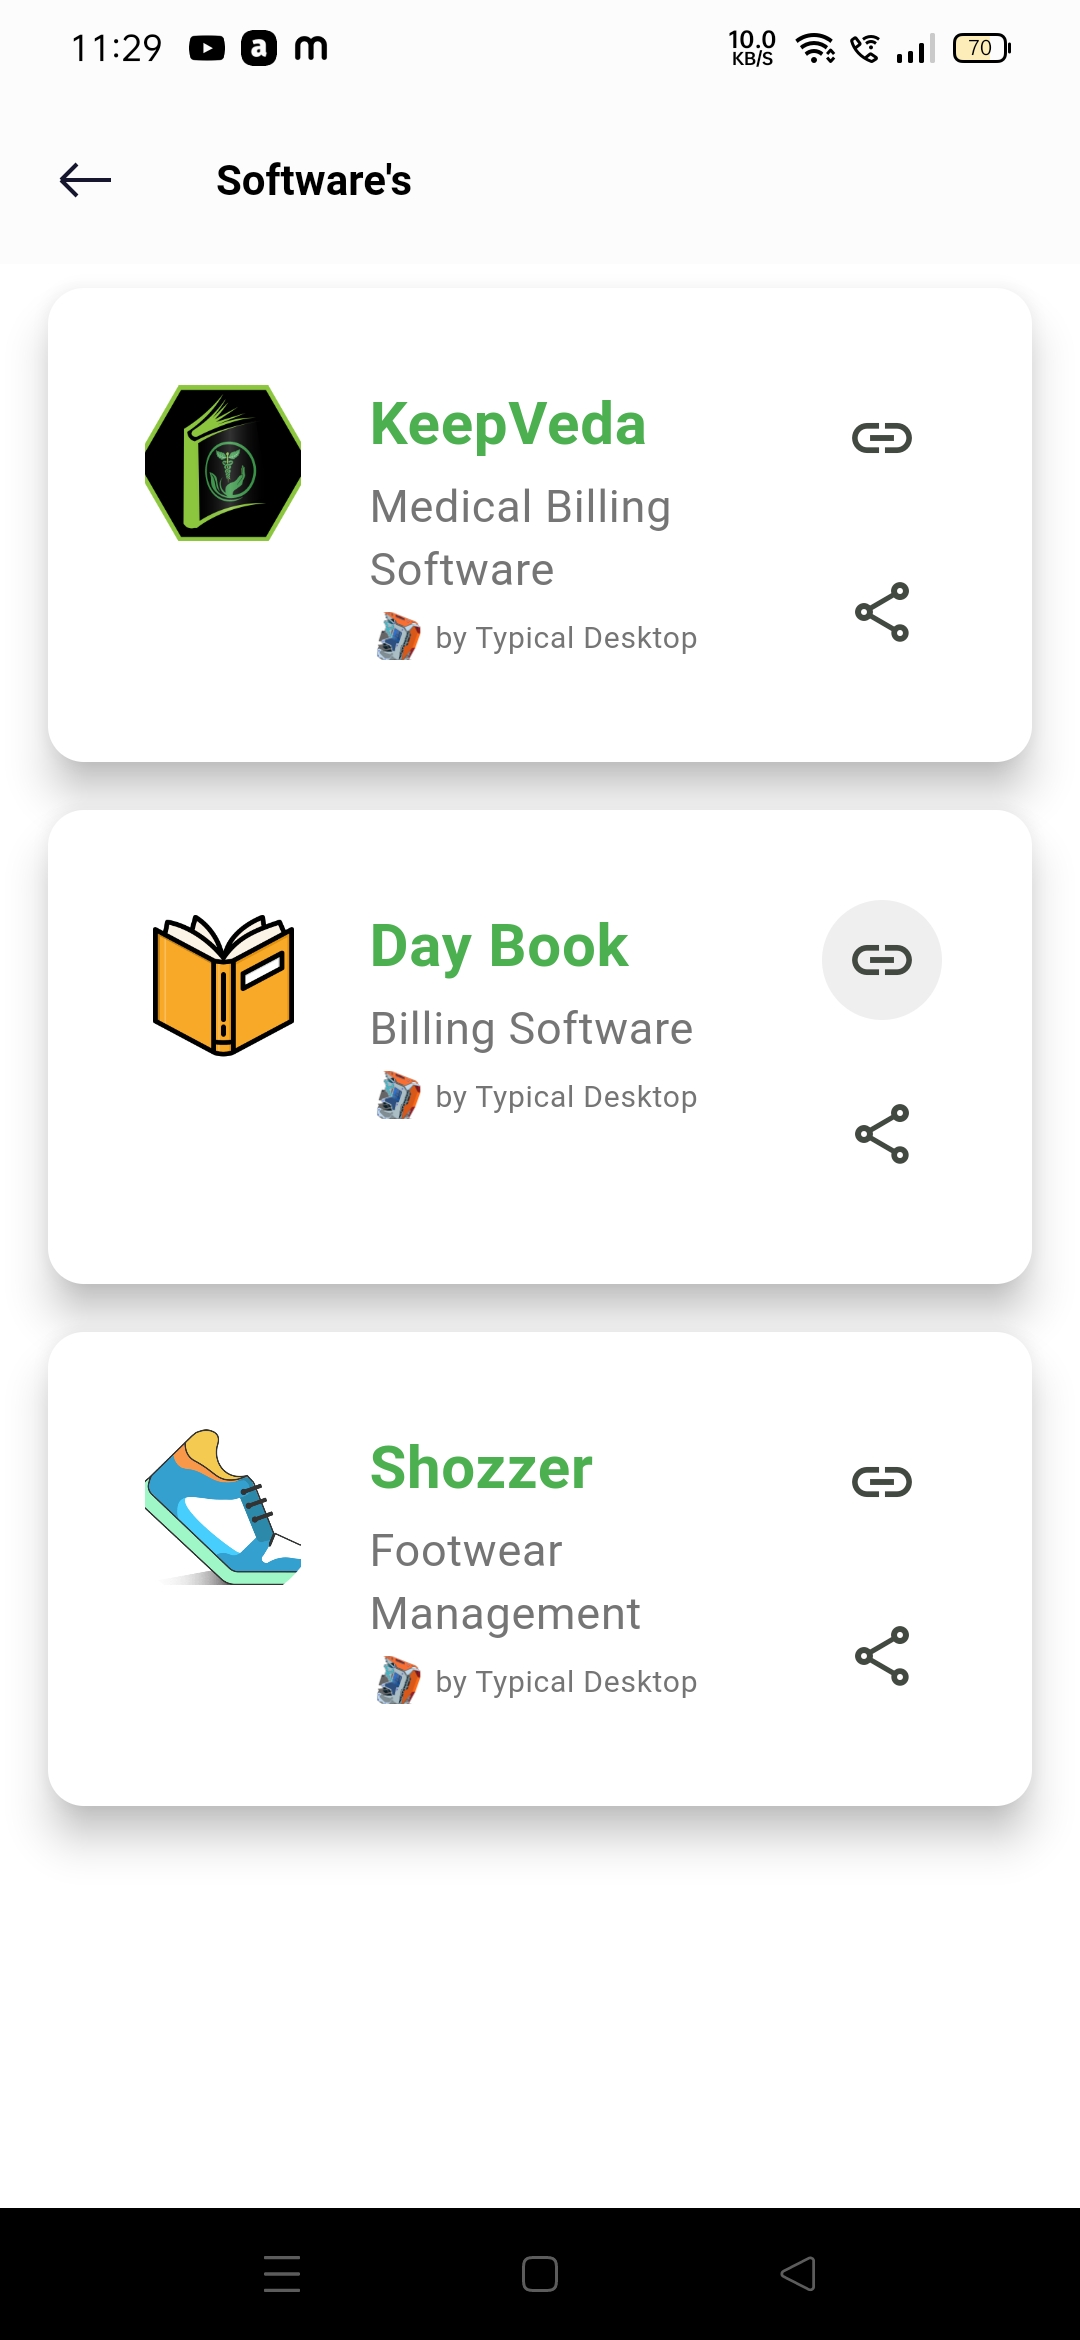 11:29
10.0
KB/S
70
Software's
KeepVeda
Medical Billing
Software
by Typical Desktop
Day Book
Billing Software
by Typical Desktop
Shozzer
Footwear
Management
by Typical Desktop